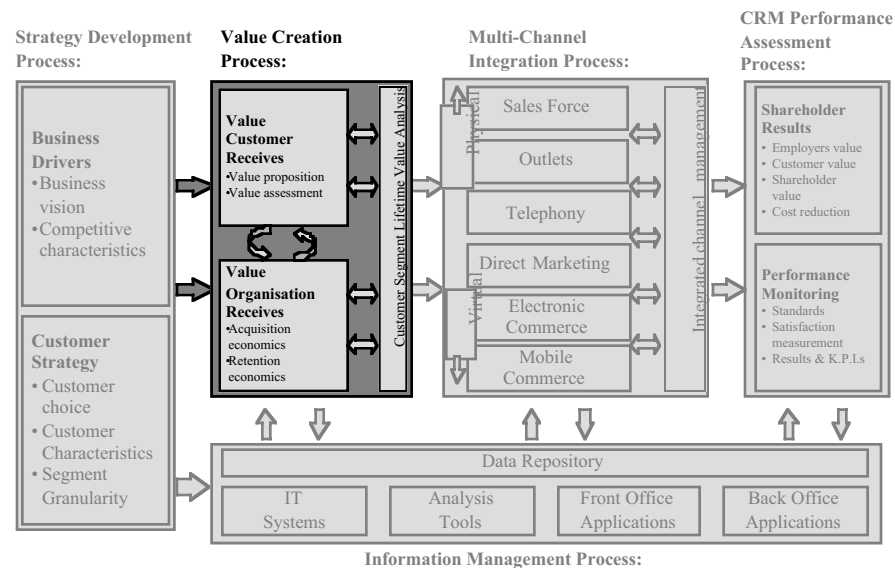 Strategy Development
Process:
Business
Drivers
•Business
vision
•Competitive
characteristics
Customer
Strategy
• Customer
choice
• Customer
Characteristics
• Segment
Granularity
Value Creation
Process:
Value
Customer
Receives
•Value proposition
•Value assessment
Value
Organisation
Receives
•Acquisition
economics
•Retention
economics
Customer Segment Lifetime Value Analysis
Multi-Channel
Integration Process:
Physical
Virtual
Sales Force
Outlets
Telephony
Direct Marketing
Electronic
Commerce
Mobile
Commerce
Integrated channel management
CRM Performance
Assessment
Process:
Shareholder
Results
• Employers value
• Customer value
• Shareholder
value
• Cost reduction
Performance
Monitoring
• Standards
• Satisfaction
measurement
• Results & K.P.I.s
Data Repository
IT
Systems
Analysis
Tools
Front Office
Applications
Back Office
Applications
Information Management Process: